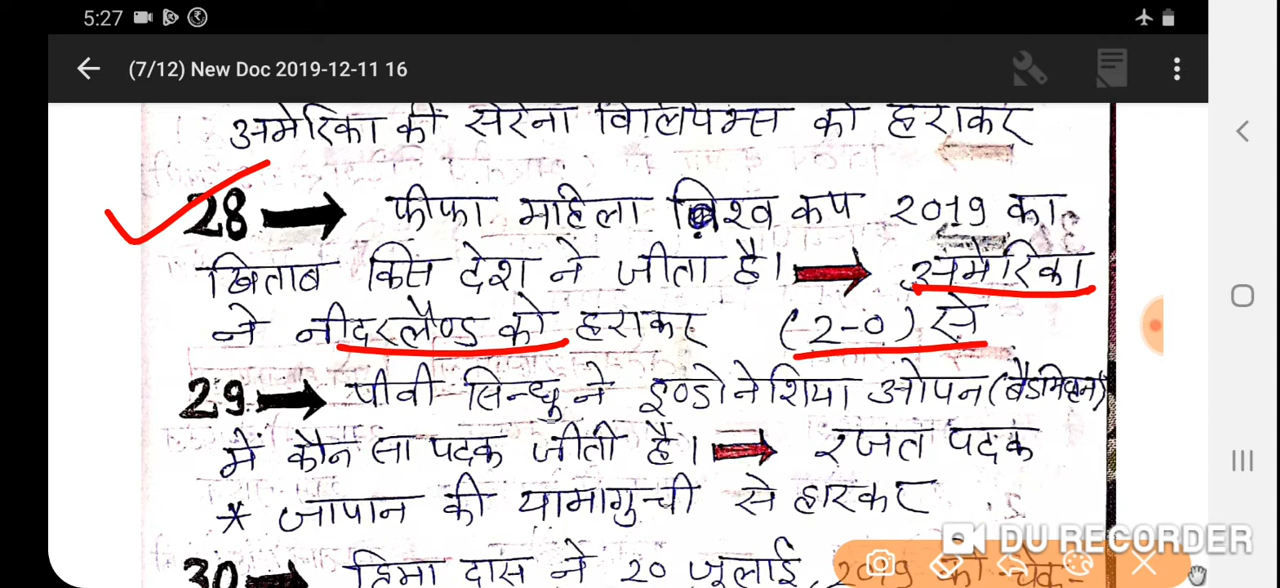 5:27
(7/12) New Doc 2019-12-11 16
अमेरिका की सेरेना विलियम्स को हराकर
28 → फीफा महिला विश्व कप 2019 का
खिताब किस देश ने जीता है। → अमेरिका
ने नीदरलैण्ड को हराकर (2-0) से
29 → पीवी सिन्धु ने इण्डोनेशिया ओपन (बैडमिंटन)
में कौन सा पदक जीती है। → रजत पदक
* जापान की यामागुची से हारकर
DU RECORDER
30 → हिमा दास ने 20 जुलाई, 2019 को चेक-